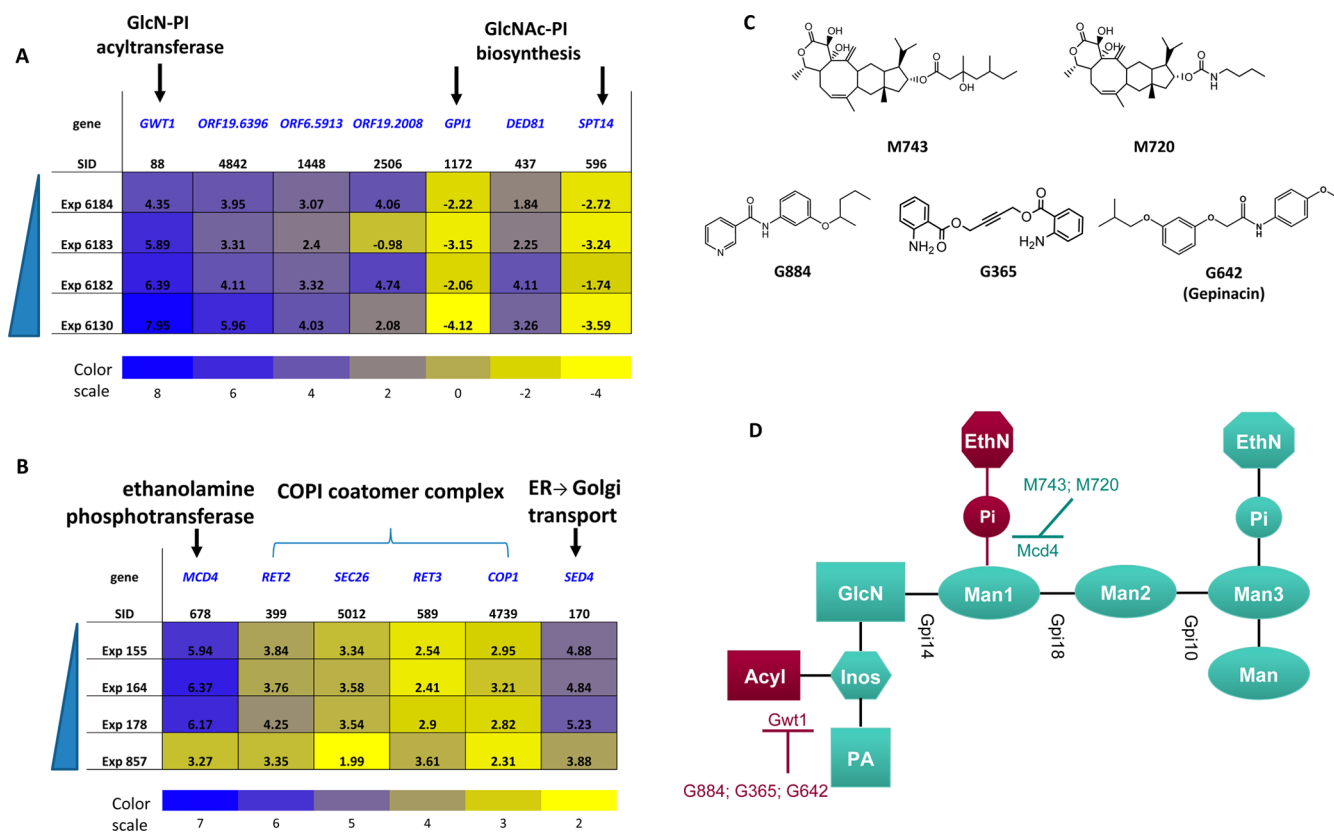 A
GlcN-PI
acyltransferase
GlcNAc-PI
biosynthesis
gene GWT1 ORF19.6396 ORF6.5913 ORF19.2008 GPI1 DED81 SPT14
SID 88 4842 1448 2506 1172 437 596
Exp 6184 4.35 3.95 3.07 4.06 -2.22 1.84 -2.72
Exp 6183 5.89 3.31 2.4 -0.98 -3.15 2.25 -3.24
Exp 6182 6.39 4.11 3.32 4.74 -2.06 4.11 -1.74
Exp 6130 7.95 5.96 4.03 2.08 -4.12 3.26 -3.59
Color
scale
8 6 4 2 0 -2 -4
B
ethanolamine
phosphotransferase
COPI coatomer complex
ER→ Golgi
transport
gene MCD4 RET2 SEC26 RET3 COP1 SED4
SID 678 399 5012 589 4739 170
Exp 155 5.94 3.84 3.34 2.54 2.95 4.88
Exp 164 6.37 3.76 3.58 2.41 3.21 4.84
Exp 178 6.17 4.25 3.54 2.9 2.82 5.23
Exp 857 3.27 3.35 1.99 3.61 2.31 3.88
Color
scale
7 6 5 4 3 2
C
O OH
O OH
O
O
OH
M743
O OH
O OH
O
O
N
H
M720
O
N
H
O
N
G884
O
O
NH2
O
O
H2N
G365
O
O
O
N
H
O
G642
(Gepinacin)
D
EthN
EthN
M743; M720
Pi
Pi
Mcd4
GlcN
Man1
Man2
Man3
Gpi14
Gpi18
Gpi10
Acyl
Inos
Man
Gwt1
PA
G884; G365; G642